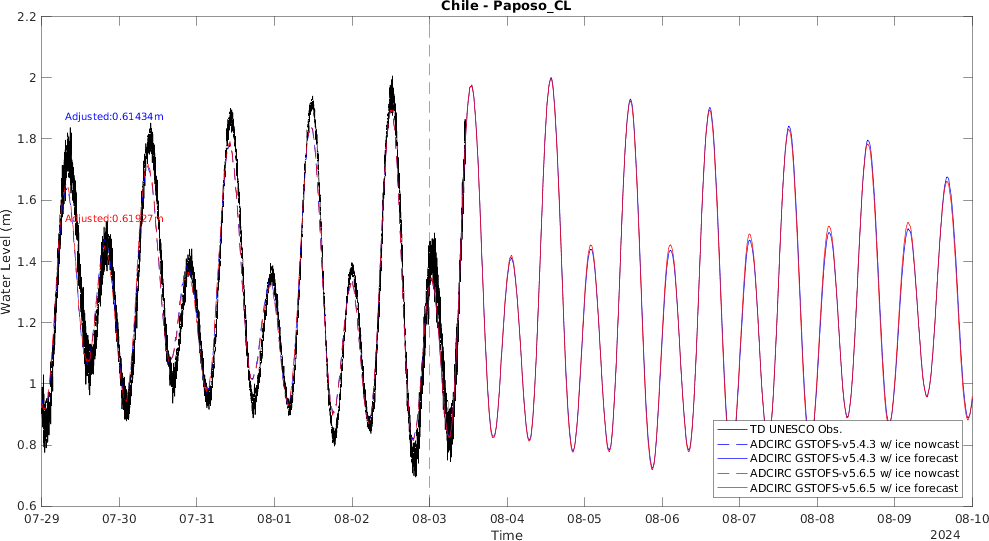 Chile - Paposo_CL
2.2
2
1.8
1.6
1.4
1.2
1
0.8
0.6
Water Level (m)
Adjusted:0.61434m
Adjusted:0.61927m
TD UNESCO Obs.
ADCIRC GSTOFS-v5.4.3 w/ ice nowcast
ADCIRC GSTOFS-v5.4.3 w/ ice forecast
ADCIRC GSTOFS-v5.6.5 w/ ice nowcast
ADCIRC GSTOFS-v5.6.5 w/ ice forecast
07-29 07-30 07-31 08-01 08-02 08-03 08-04 08-05 08-06 08-07 08-08 08-09 08-10
Time
2024